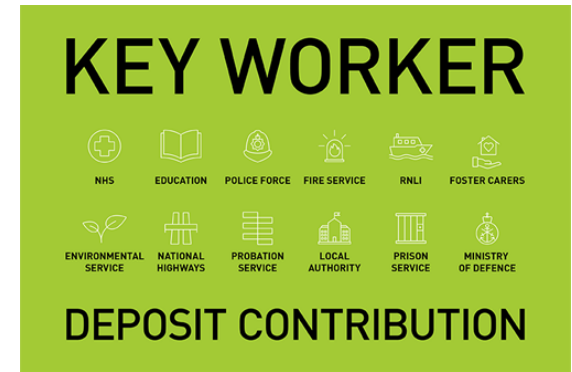 KEY WORKER
NHS
EDUCATION
POLICE FORCE
FIRE SERVICE
RNLI
FOSTER CARERS
ENVIRONMENTAL
SERVICE
NATIONAL
HIGHWAYS
PROBATION
SERVICE
LOCAL
AUTHORITY
PRISON
SERVICE
MINISTRY
OF DEFENCE
DEPOSIT CONTRIBUTION